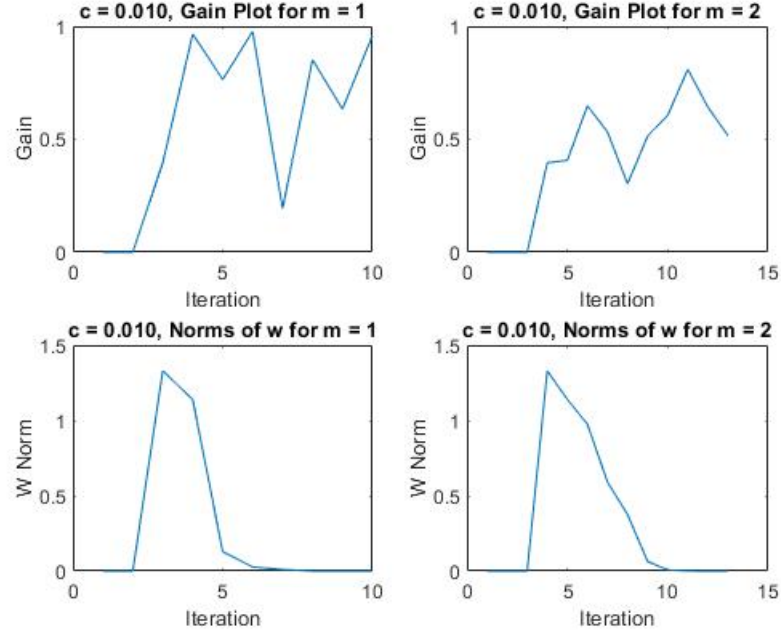 c = 0.010, Gain Plot for m = 1
1
0.5
0
Gain
0
5
10
Iteration
c = 0.010, Gain Plot for m = 2
1
0.5
0
Gain
0
5
10
15
Iteration
c = 0.010, Norms of w for m = 1
1.5
1
0.5
0
W Norm
0
5
10
Iteration
c = 0.010, Norms of w for m = 2
1.5
1
0.5
0
W Norm
0
5
10
15
Iteration